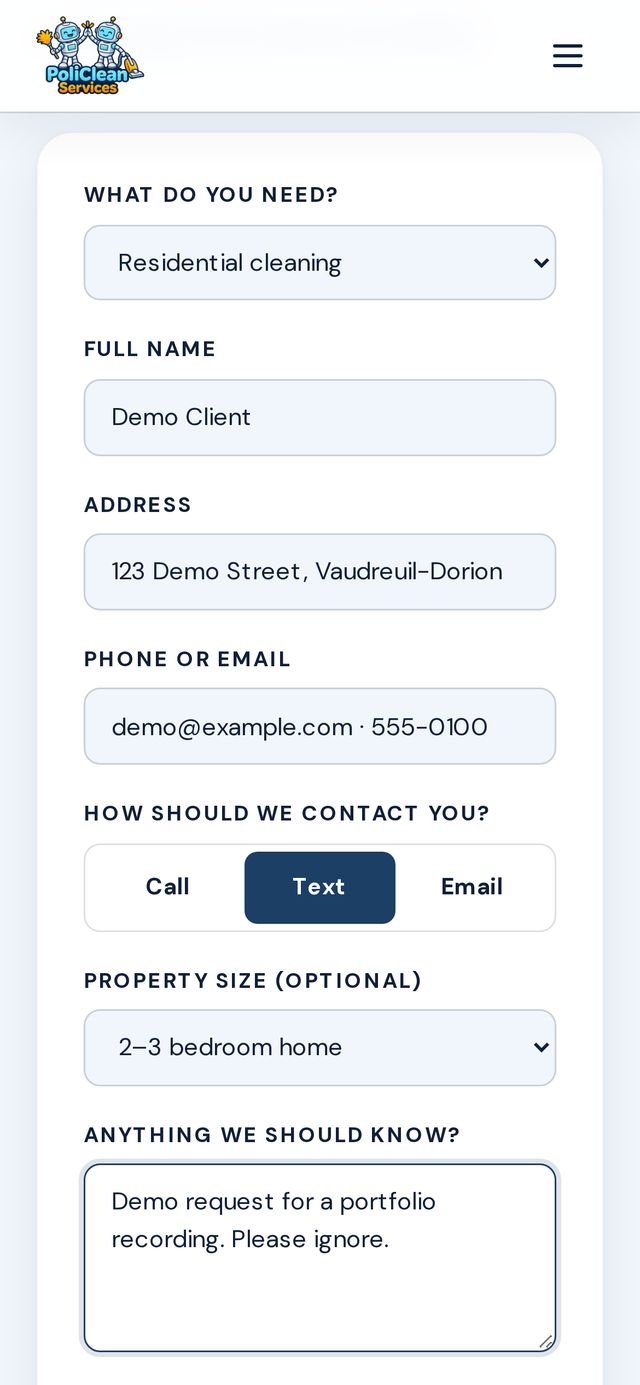 PoliClean
Services
WHAT DO YOU NEED?
Residential cleaning
FULL NAME
Demo Client
ADDRESS
123 Demo Street, Vaudreuil-Dorion
PHONE OR EMAIL
demo@example.com · 555-0100
HOW SHOULD WE CONTACT YOU?
Call Text Email
PROPERTY SIZE (OPTIONAL)
2–3 bedroom home
ANYTHING WE SHOULD KNOW?
Demo request for a portfolio
recording. Please ignore.